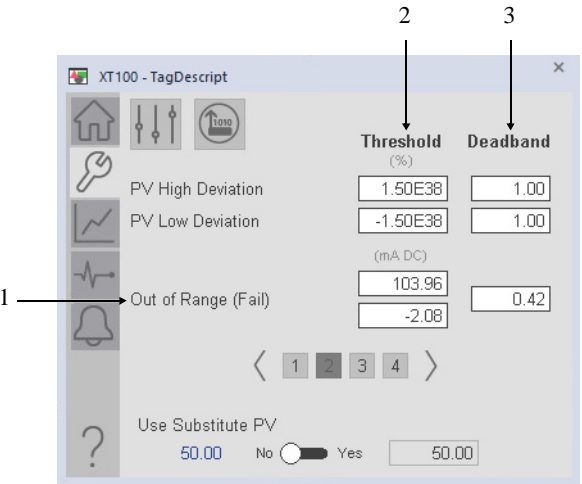 2 3
XT100 - TagDescript ×
1010
Threshold Deadband
(%)
PV High Deviation 1.50E38 1.00
PV Low Deviation -1.50E38 1.00
(mA DC)
103.96
1 Out of Range (Fail) 0.42
-2.08
1 2 3 4
Use Substitute PV
50.00 No Yes 50.00
?